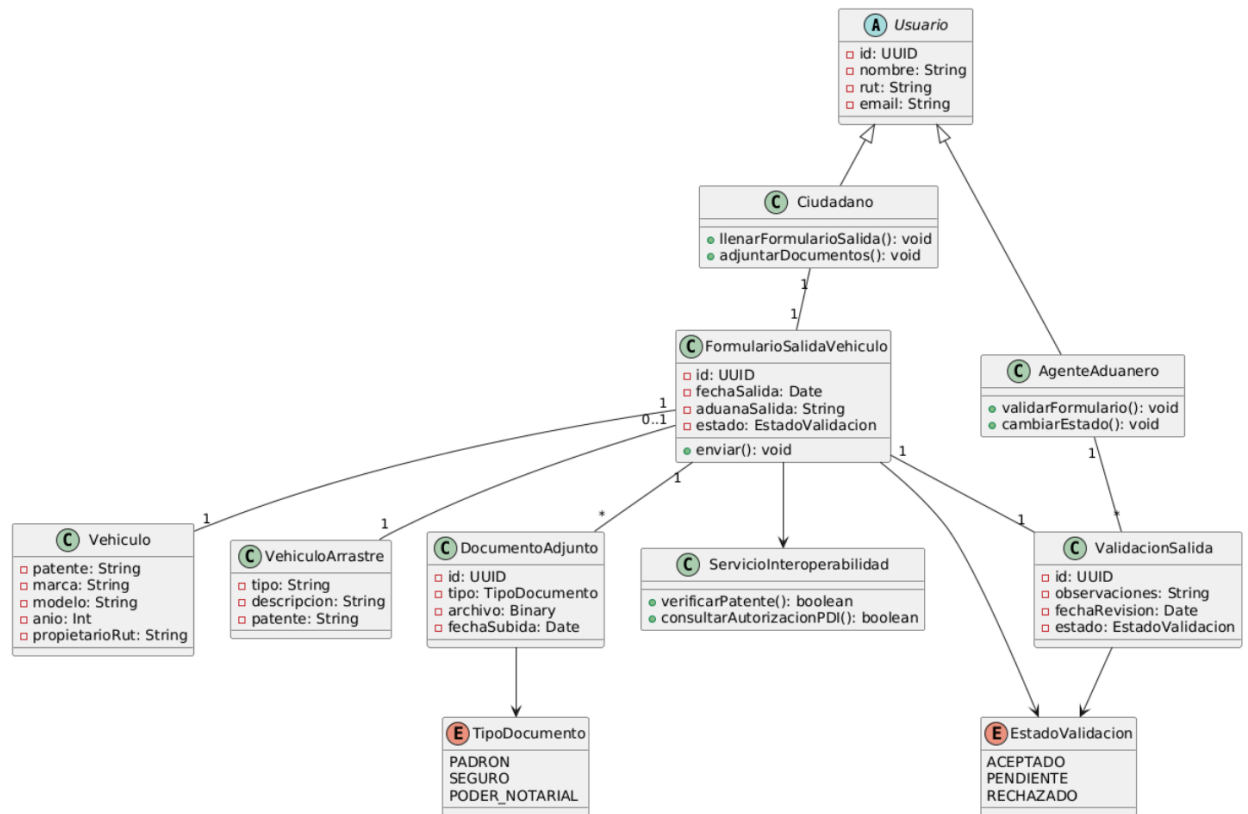 A Usuario
id: UUID
nombre: String
rut: String
email: String
C Ciudadano
llenarFormularioSalida(): void
adjuntarDocumentos(): void
1
1
C FormularioSalidaVehiculo
id: UUID
fechaSalida: Date
aduanaSalida: String
estado: EstadoValidacion
enviar(): void
C AgenteAduanero
validarFormulario(): void
cambiarEstado(): void
1
0..1
1
1
1
1
1
*
1
*
C Vehiculo
patente: String
marca: String
modelo: String
anio: Int
propietarioRut: String
C VehiculoArrastre
tipo: String
descripcion: String
patente: String
C DocumentoAdjunto
id: UUID
tipo: TipoDocumento
archivo: Binary
fechaSubida: Date
C ServicioInteroperabilidad
verificarPatente(): boolean
consultarAutorizacionPDI(): boolean
C ValidacionSalida
id: UUID
observaciones: String
fechaRevision: Date
estado: EstadoValidacion
E TipoDocumento
PADRON
SEGURO
PODER_NOTARIAL
E EstadoValidacion
ACEPTADO
PENDIENTE
RECHAZADO